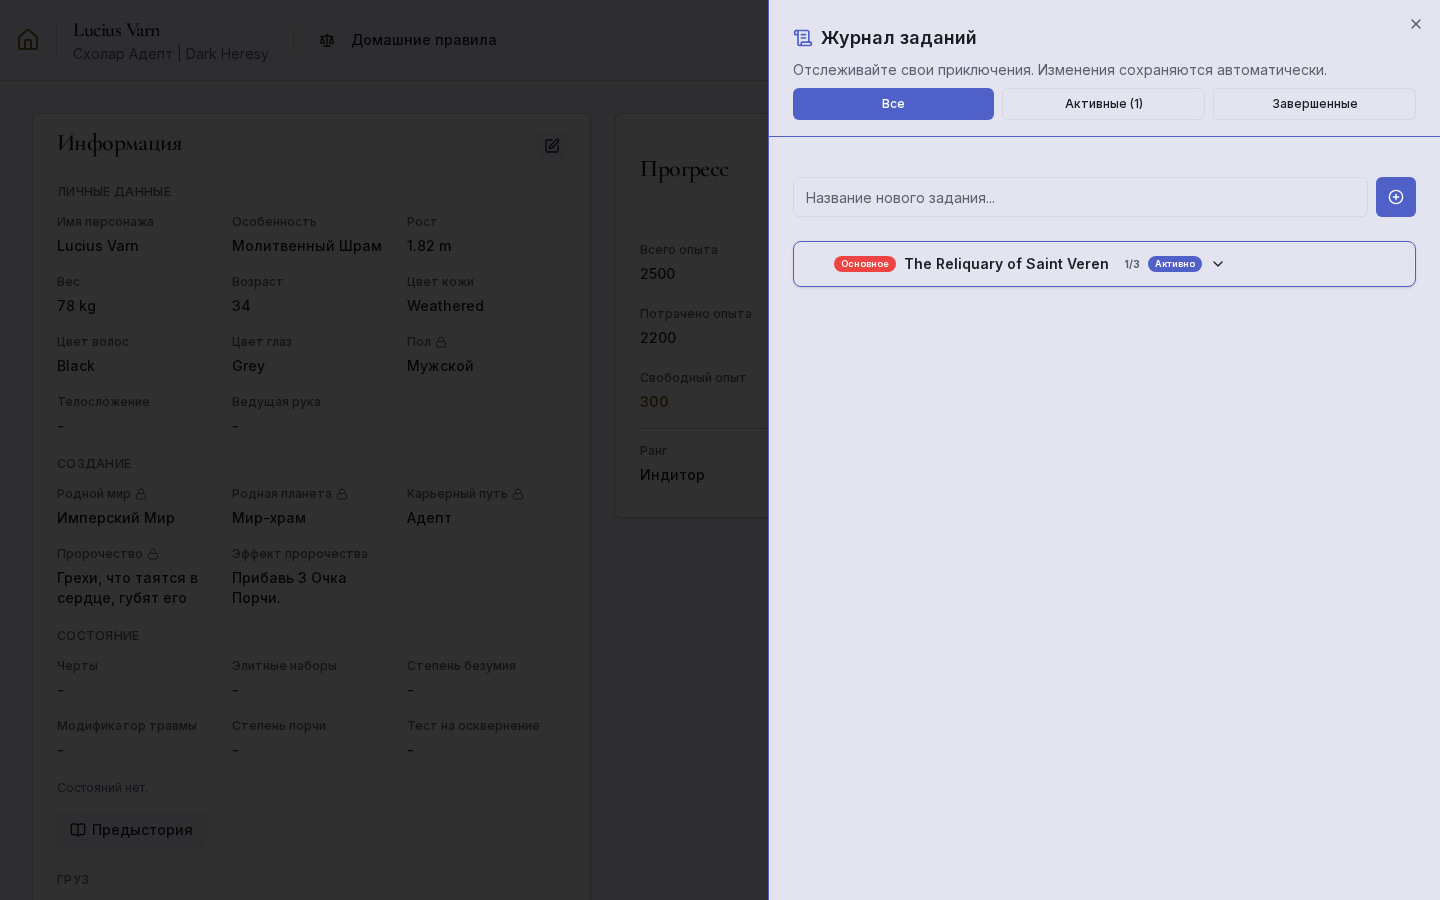 Lucius Varn
Схолар Адепт | Dark Heresy
Домашние правила
Информация
ЛИЧНЫЕ ДАННЫЕ
Имя персонажа
Особенность
Рост
Lucius Varn
Молитвенный Шрам
1.82 m
Вес
Возраст
Цвет кожи
78 kg
34
Weathered
Цвет волос
Цвет глаз
Пол
Black
Grey
Мужской
Телосложение
Ведущая рука
-
-
СОЗДАНИЕ
Родной мир
Родная планета
Карьерный путь
Имперский Мир
Мир-храм
Адепт
Пророчество
Эффект пророчества
Грехи, что таятся в
сердце, губят его
Прибавь 3 Очка
Порчи.
СОСТОЯНИЕ
Черты
Элитные наборы
Степень безумия
-
-
-
Модификатор травмы
Степень порчи
Тест на осквернение
-
-
-
Состояний нет.
Предыстория
ГРУЗ
Прогресс
Всего опыта
2500
Потрачено опыта
2200
Свободный опыт
300
Ранг
Индитор
Журнал заданий
Отслеживайте свои приключения. Изменения сохраняются автоматически.
Все
Активные (1)
Завершенные
Название нового задания...
Основное
The Reliquary of Saint Veren
1/3
Активно